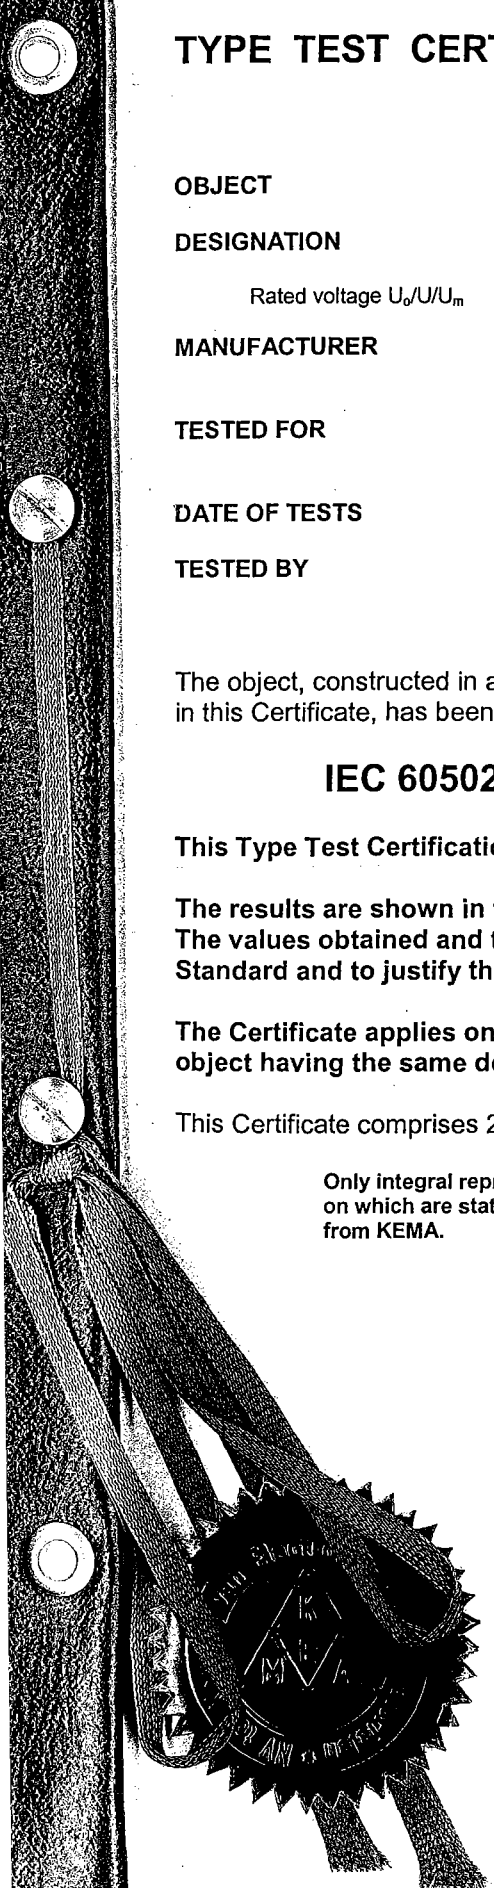 TYPE TEST CERT
OBJECT
DESIGNATION
Rated voltage Uo/U/Um
MANUFACTURER
TESTED FOR
DATE OF TESTS
TESTED BY
The object, constructed in a
in this Certificate, has been
IEC 60502
This Type Test Certificatio
The results are shown in t
The values obtained and t
Standard and to justify th
The Certificate applies on
object having the same de
This Certificate comprises 2
Only integral repr
on which are stat
from KEMA.
K
E
M A